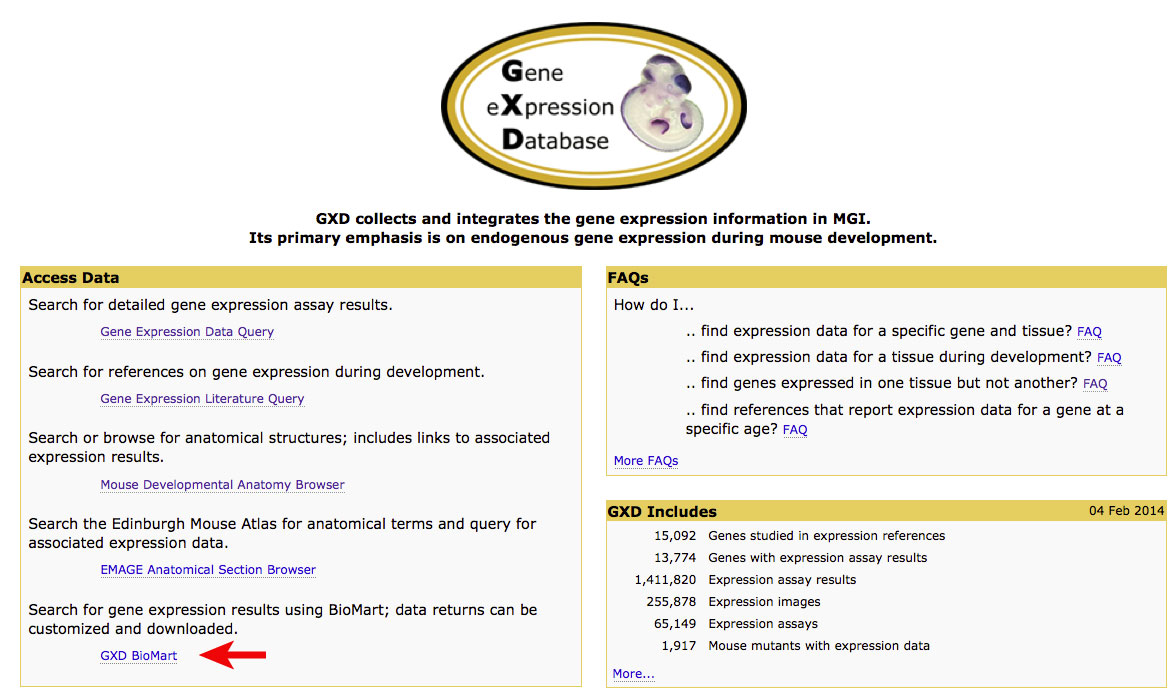 Gene
eXpression
Database
GXD collects and integrates the gene expression information in MGI.
Its primary emphasis is on endogenous gene expression during mouse development.
Access Data
Search for detailed gene expression assay results.
Gene Expression Data Query
Search for references on gene expression during development.
Gene Expression Literature Query
Search or browse for anatomical structures; includes links to associated
expression results.
Mouse Developmental Anatomy Browser
Search the Edinburgh Mouse Atlas for anatomical terms and query for
associated expression data.
EMAGE Anatomical Section Browser
Search for gene expression results using BioMart; data returns can be
customized and downloaded.
GXD BioMart
FAQs
How do I...
.. find expression data for a specific gene and tissue? FAQ
.. find expression data for a tissue during development? FAQ
.. find genes expressed in one tissue but not another? FAQ
.. find references that report expression data for a gene at a
specific age? FAQ
More FAQs
GXD Includes 04 Feb 2014
15,092 Genes studied in expression references
13,774 Genes with expression assay results
1,411,820 Expression assay results
255,878 Expression images
65,149 Expression assays
1,917 Mouse mutants with expression data
More...